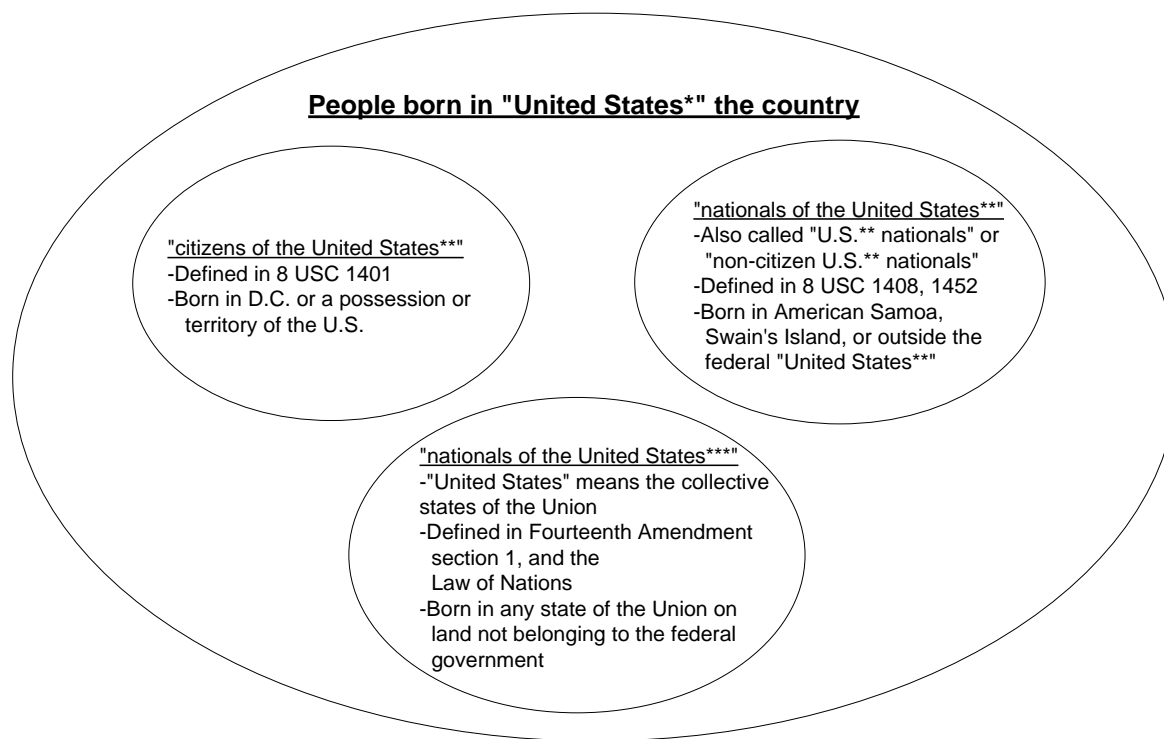 People born in "United States*" the country
"citizens of the United States**"
-Defined in 8 USC 1401
-Born in D.C. or a possession or
territory of the U.S.
"nationals of the United States**"
-Also called "U.S.** nationals" or
"non-citizen U.S.** nationals"
-Defined in 8 USC 1408, 1452
-Born in American Samoa,
Swain's Island, or outside the
federal "United States**"
"nationals of the United States***"
-"United States" means the collective
states of the Union
-Defined in Fourteenth Amendment
section 1, and the
Law of Nations
-Born in any state of the Union on
land not belonging to the federal
government